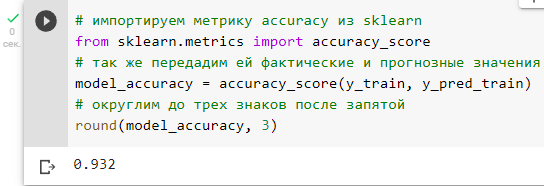 # импортируем метрику accuracy из sklearn
from sklearn.metrics import accuracy_score
# так же передадим ей фактические и прогнозные значения
model_accuracy = accuracy_score(y_train, y_pred_train)
# округлим до трех знаков после запятой
round(model_accuracy, 3)
0
сек.
0.932